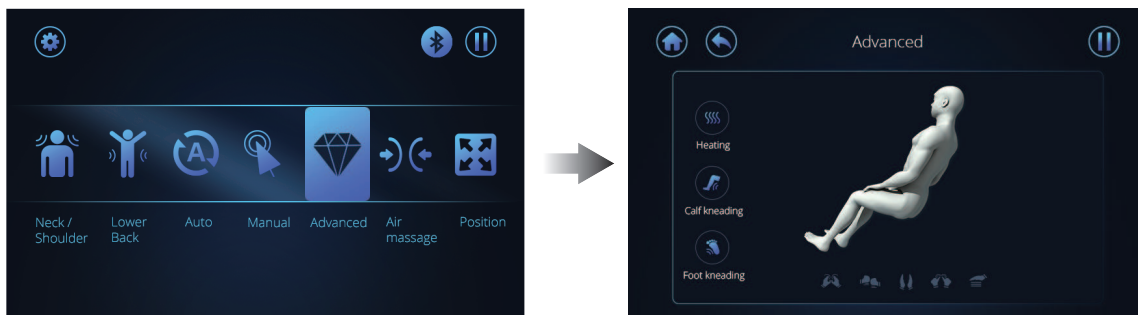 A
Neck /
Shoulder
Lower
Back
Auto
Manual
Advanced
Air
massage
Position
Advanced
Heating
Calf kneading
Foot kneading